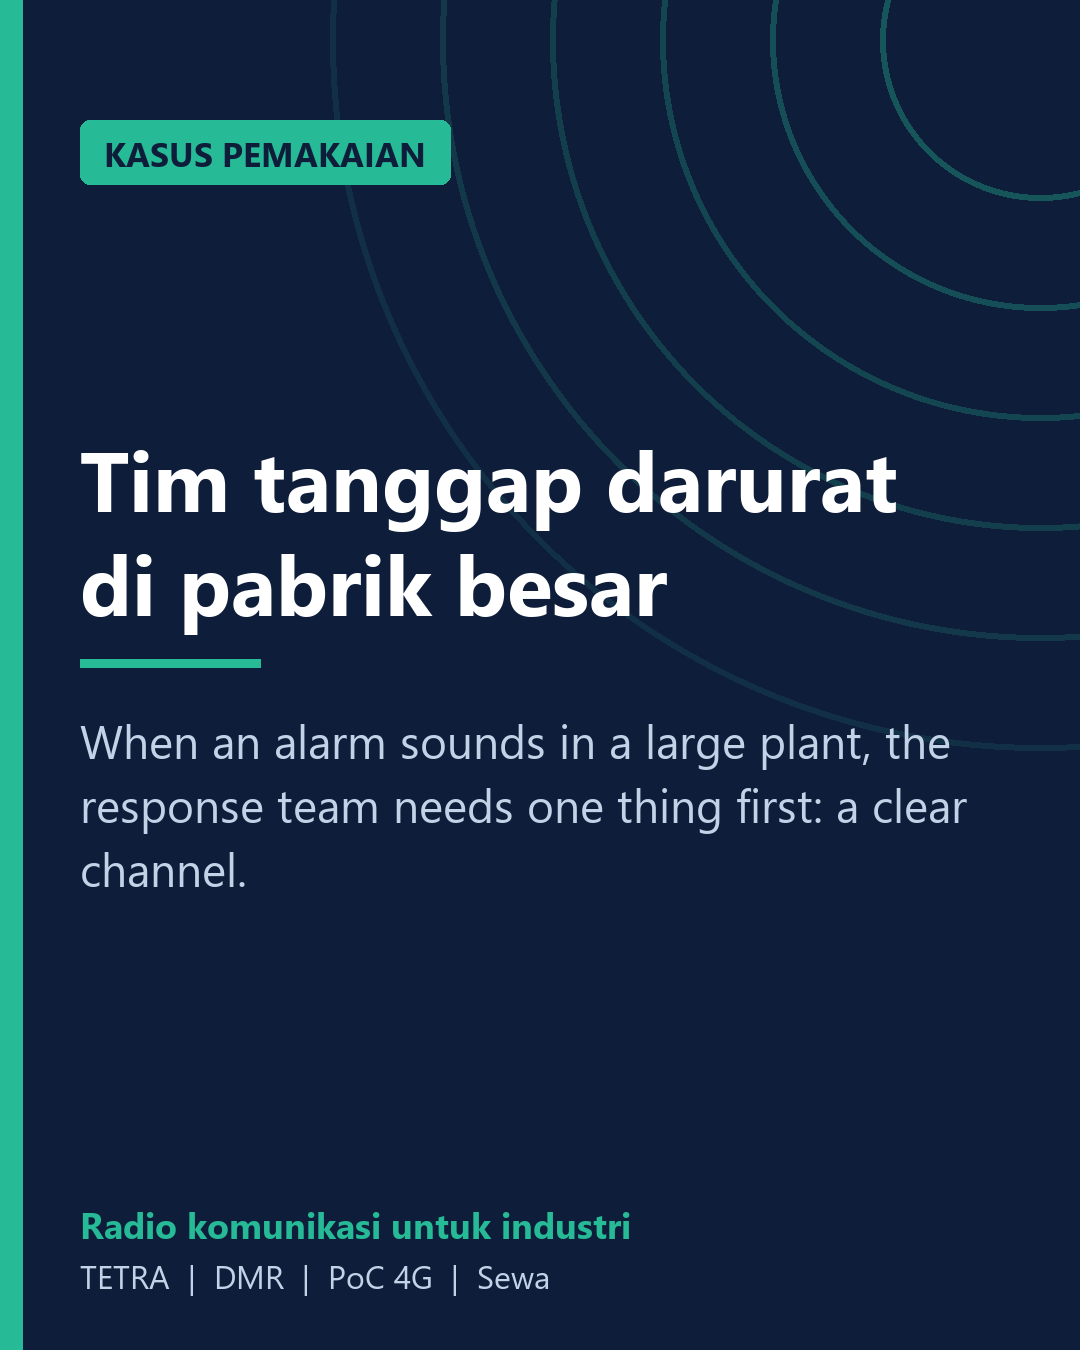 KASUS PEMAKAIAN
Tim tanggap darurat
di pabrik besar
When an alarm sounds in a large plant, the
response team needs one thing first: a clear
channel.
Radio komunikasi untuk industri
TETRA | DMR | PoC 4G | Sewa